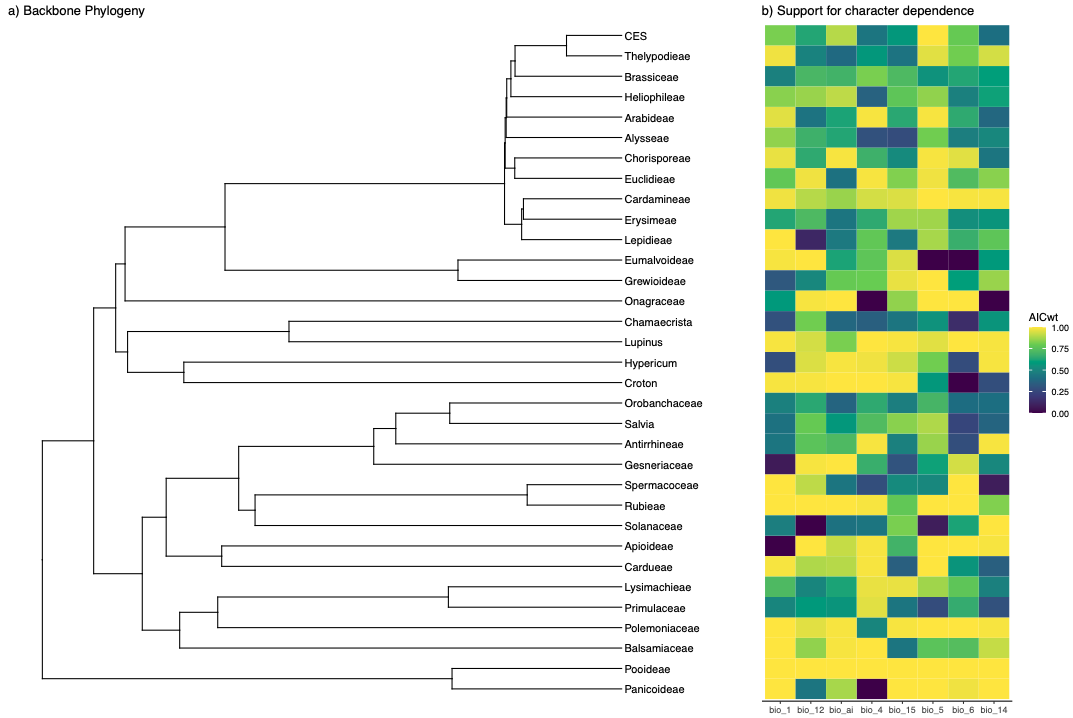 a) Backbone Phylogeny
b) Support for character dependence
CES
Thelypodieae
Brassiceae
Heliophileae
Arabideae
Alysseae
Chorisporeae
Euclidieae
Cardamineae
Erysimeae
Lepidieae
Eumalvoideae
Grewioideae
Onagraceae
Chamaecrista
Lupinus
Hypericum
Croton
Orobanchaceae
Salvia
Antirrhineae
Gesneriaceae
Spermacoceae
Rubieae
Solanaceae
Apioideae
Cardueae
Lysimachieae
Primulaceae
Polemoniaceae
Balsamiaceae
Pooideae
Panicoideae
bio_1 bio_12 bio_ai bio_4 bio_15 bio_5 bio_6 bio_14
AICwt
1.00
0.75
0.50
0.25
0.00